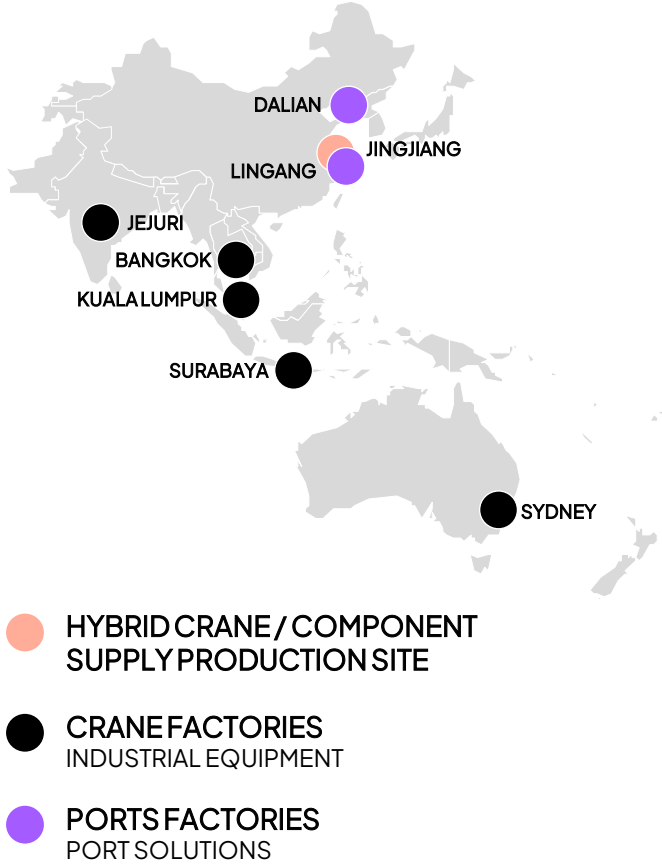 DALIAN
JINGJIANG
LINGANG
JEJURI
BANGKOK
KUALA LUMPUR
SURABAYA
SYDNEY
HYBRID CRANE / COMPONENT
SUPPLY PRODUCTION SITE
CRANE FACTORIES
INDUSTRIAL EQUIPMENT
PORTS FACTORIES
PORT SOLUTIONS